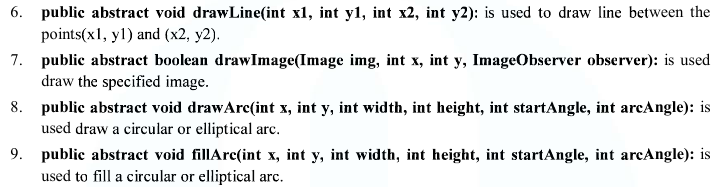 6. public abstract void drawLine(int x1, int y1, int x2, int y2): is used to draw line between the
points(x1, y1) and (x2, y2).
7. public abstract boolean drawImage(Image img, int x, int y, ImageObserver observer): is used
draw the specified image.
8. public abstract void drawArc(int x, int y, int width, int height, int startAngle, int arcAngle): is
used draw a circular or elliptical arc.
9. public abstract void fillArc(int x, int y, int width, int height, int startAngle, int arcAngle): is
used to fill a circular or elliptical arc.